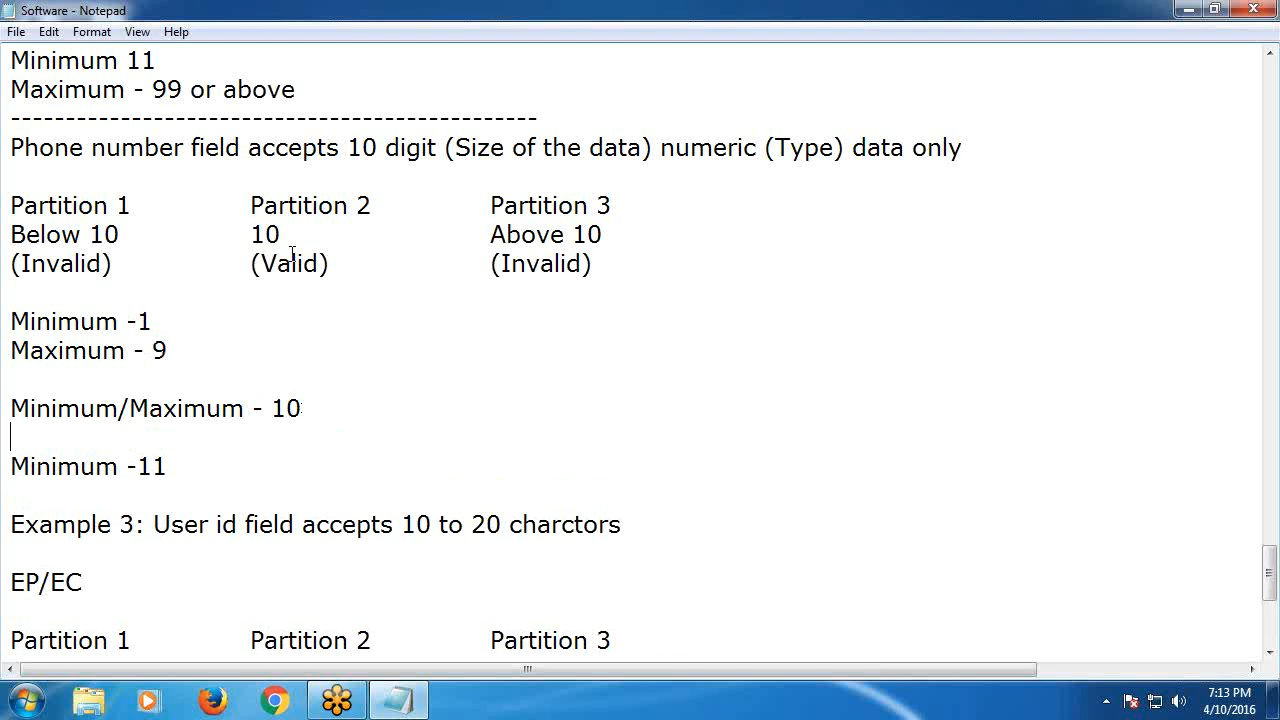 Software - Notepad
File Edit Format View Help
Minimum 11
Maximum - 99 or above
------------------------------------------------
Phone number field accepts 10 digit (Size of the data) numeric (Type) data only
Partition 1 Partition 2 Partition 3
Below 10 10 Above 10
(Invalid) (Valid) (Invalid)
Minimum -1
Maximum - 9
Minimum/Maximum - 10
Minimum -11
Example 3: User id field accepts 10 to 20 charctors
EP/EC
Partition 1 Partition 2 Partition 3
7:13 PM
4/10/2016